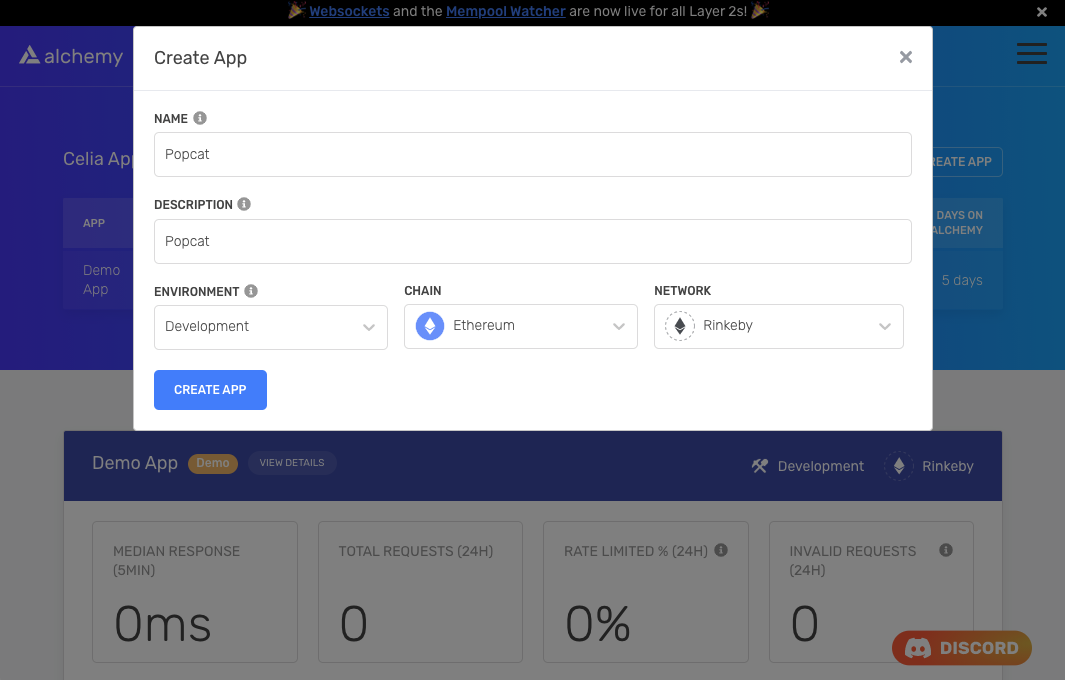 🎉 Websockets and the Mempool Watcher are now live for all Layer 2s! 🎉
alchemy
Create App
NAME
Popcat
DESCRIPTION
Popcat
ENVIRONMENT
CHAIN
NETWORK
Development
Ethereum
Rinkeby
CREATE APP
Celia App
REATE APP
APP
DAYS ON
ALCHEMY
Demo
App
5 days
Demo App
Demo
VIEW DETAILS
Development
Rinkeby
MEDIAN RESPONSE
(5MIN)
0ms
TOTAL REQUESTS (24H)
0
RATE LIMITED % (24H)
0%
INVALID REQUESTS
(24H)
0
DISCORD